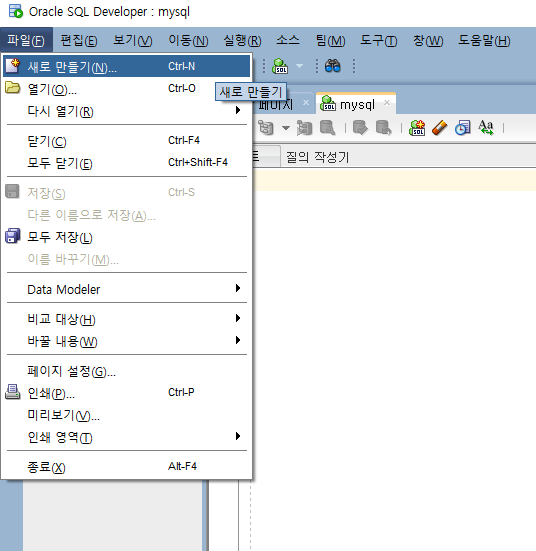 Oracle SQL Developer : mysql
파일(F) 편집(E) 보기(V) 이동(N) 실행(R) 소스 팀(M) 도구(T) 창(W) 도움말(H)
새로 만들기(N)... Ctrl-N
열기(O)... Ctrl-O
새로 만들기
페이지 mysql
다시 열기(R)
닫기(C) Ctrl-F4
모두 닫기(E) Ctrl+Shift-F4
트 질의 작성기
저장(S) Ctrl-S
다른 이름으로 저장(A)...
모두 저장(L)
이름 바꾸기(M)...
Data Modeler
비교 대상(H)
바꿀 내용(W)
페이지 설정(G)...
인쇄(P)... Ctrl-P
미리보기(V)...
인쇄 영역(T)
종료(X) Alt-F4